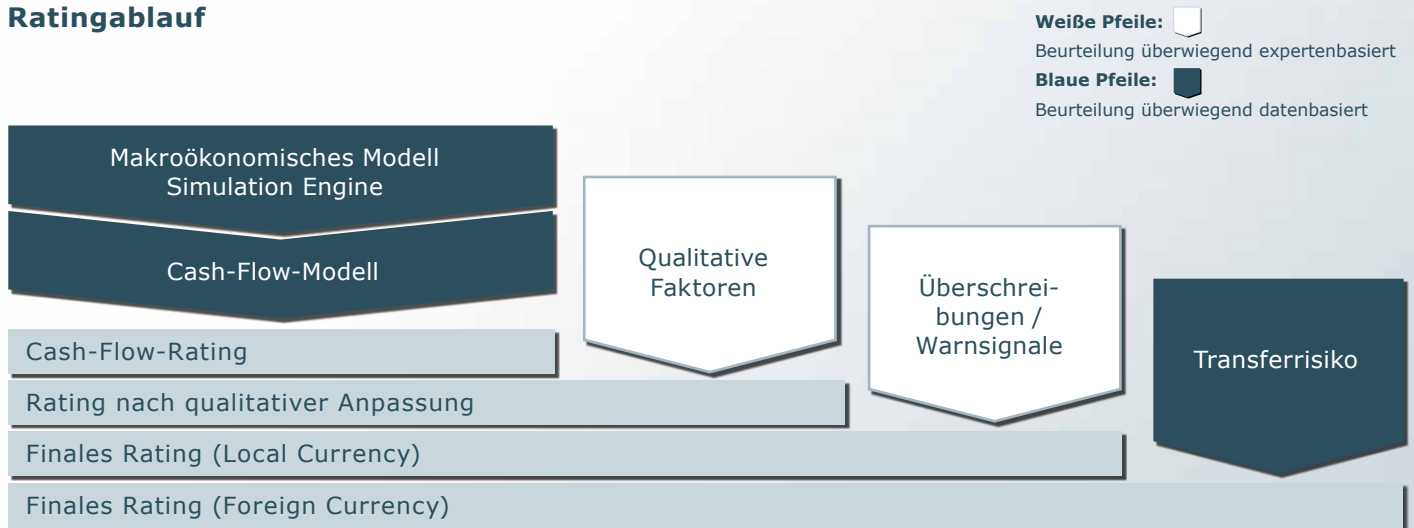 Ratingablauf
Weiße Pfeile:
Beurteilung überwiegend expertenbasiert
Blaue Pfeile:
Beurteilung überwiegend datenbasiert
Makroökonomisches Modell
Simulation Engine
Cash-Flow-Modell
Qualitative
Faktoren
Überschrei-
bungen /
Warnsignale
Transferrisiko
Cash-Flow-Rating
Rating nach qualitativer Anpassung
Finales Rating (Local Currency)
Finales Rating (Foreign Currency)